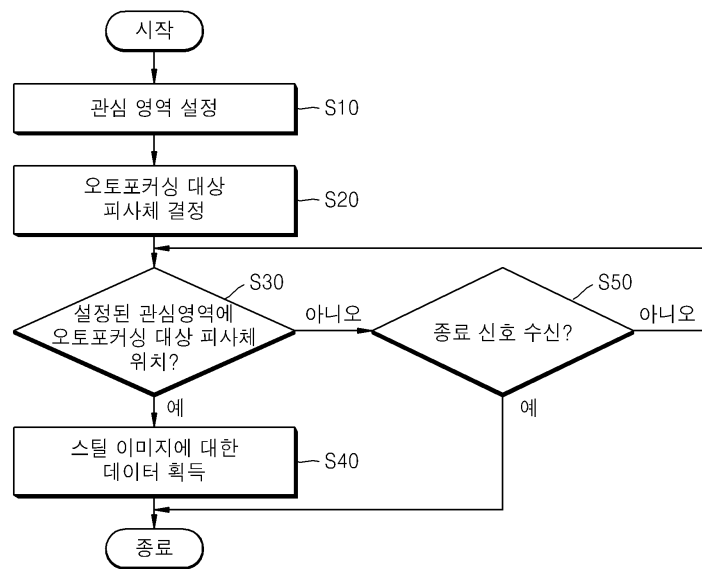 시작
관심 영역 설정
S10
오토포커싱 대상
피사체 결정
S20
S30
설정된 관심영역에
오토포커싱 대상 피사체
위치?
아니오
S50
종료 신호 수신?
아니오
예
예
스틸 이미지에 대한
데이터 획득
S40
종료